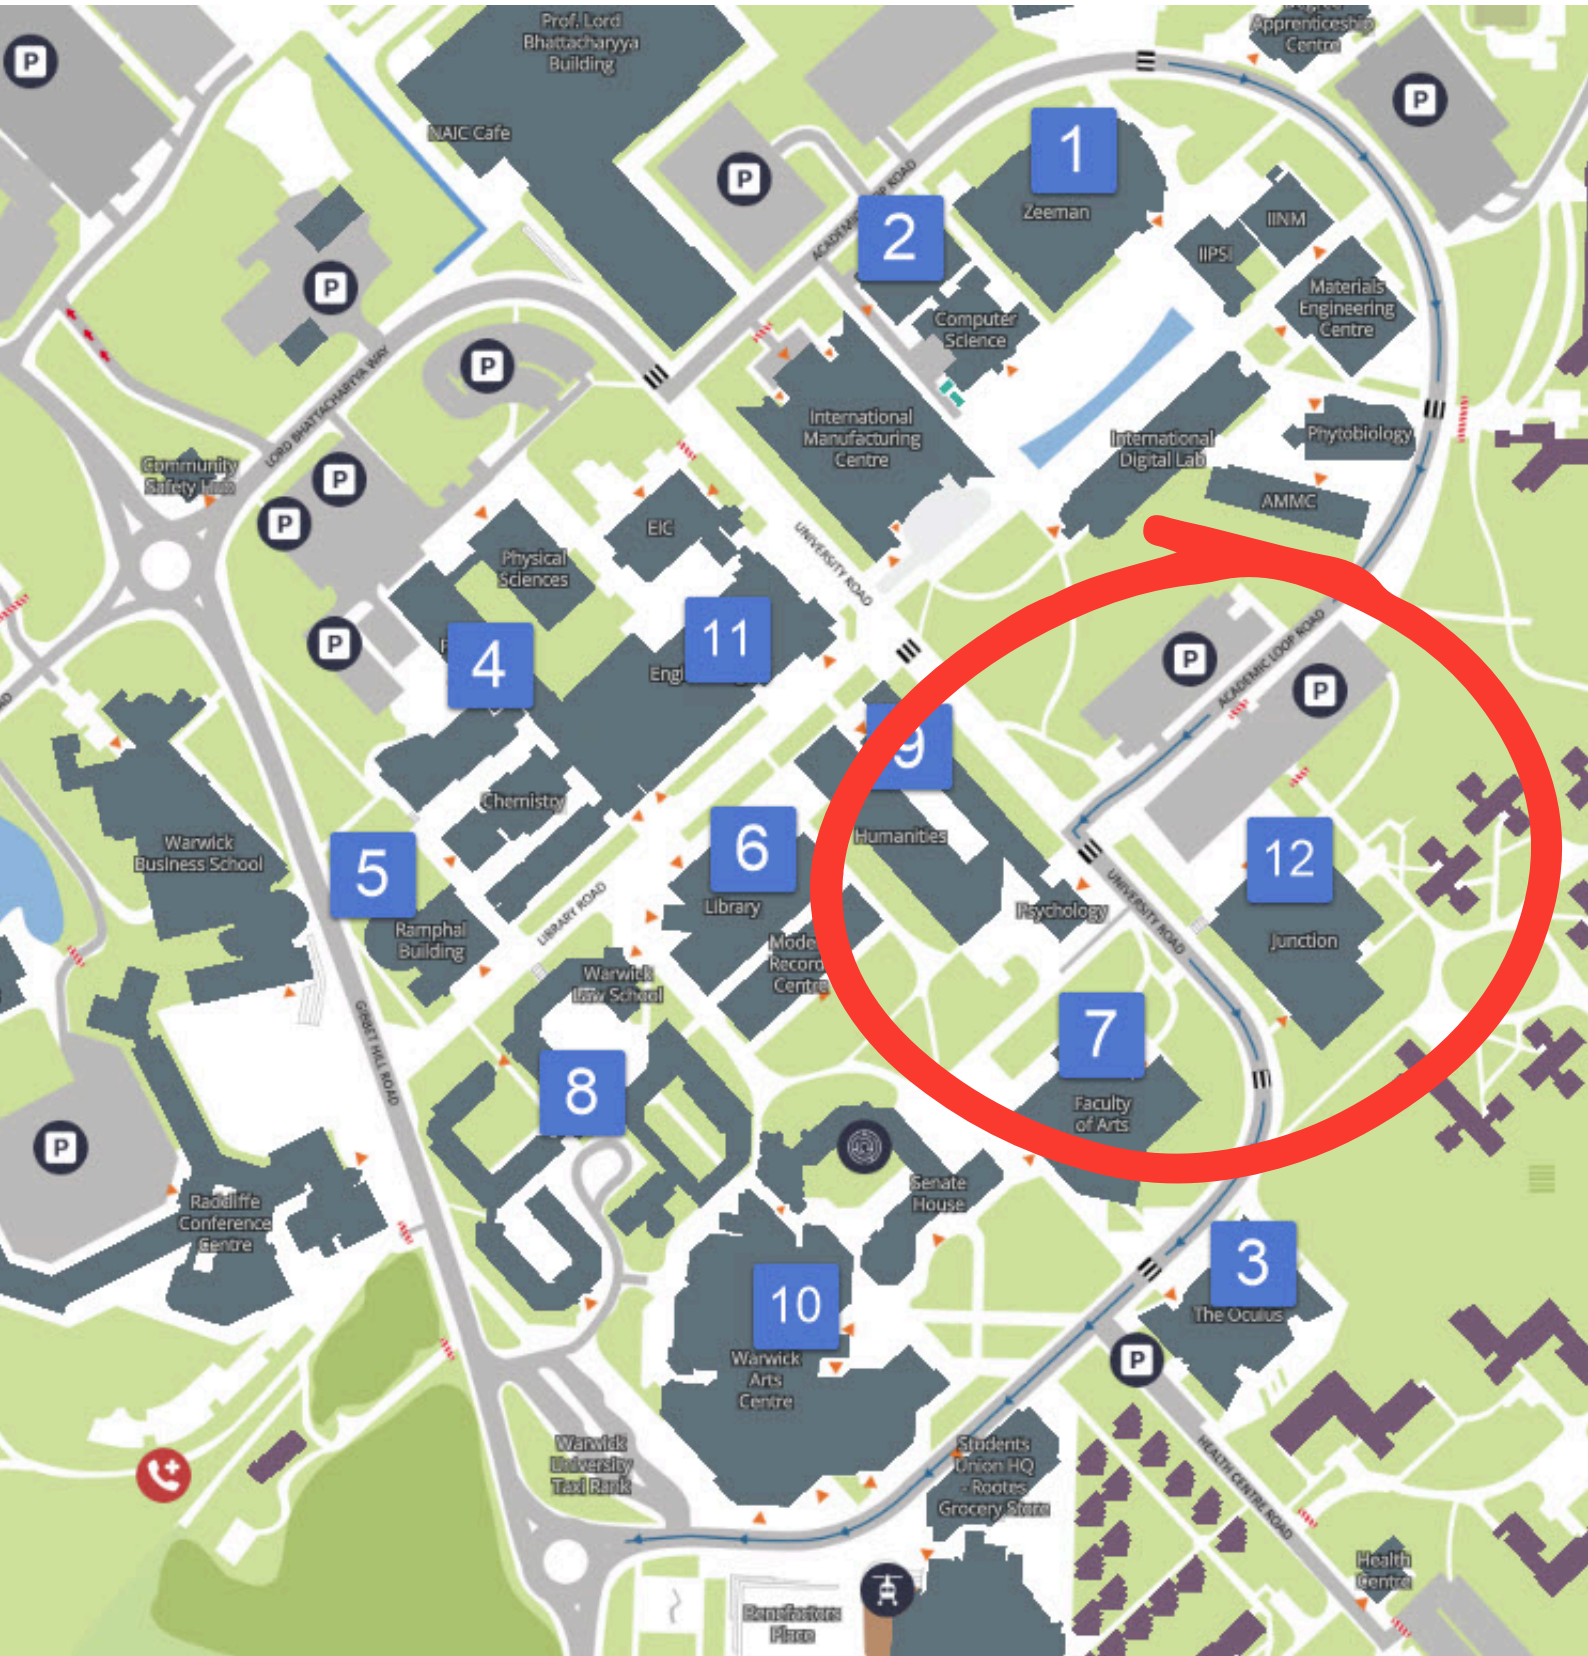 Prof. Lord
Bhattacharyya
Building
Apprenticeship
Centre
P
P
NAIC Cafe
1
P
ACADEMIC LOOP ROAD
Zeeman
2
IINM
IIPSI
Materials
Engineering
Centre
P
Computer
Science
P
LORD BHATTACHARYYA WAY
International
Manufacturing
Centre
International
Digital Lab
Phytobiology
Community
Safety Hub
P
P
AMMC
EIC
UNIVERSITY ROAD
Physical
Sciences
P
4
11
P
ACADEMIC LOOP ROAD
P
9
Chemistry
Humanities
Warwick
Business School
5
6
12
Library
Psychology
UNIVERSITY ROAD
LIBRARY ROAD
Ramphal
Building
Junction
Warwick
Law School
Modern
Records
Centre
GIBBET HILL ROAD
7
8
Faculty
of Arts
P
Radcliffe
Conference
Centre
Senate
House
3
10
The Oculus
Warwick
Arts
Centre
P
Warwick
University
Taxi Rank
Students
Union HQ
- Rootes
Grocery Store
HEALTH CENTRE ROAD
Health
Centre
Benefactors
Place